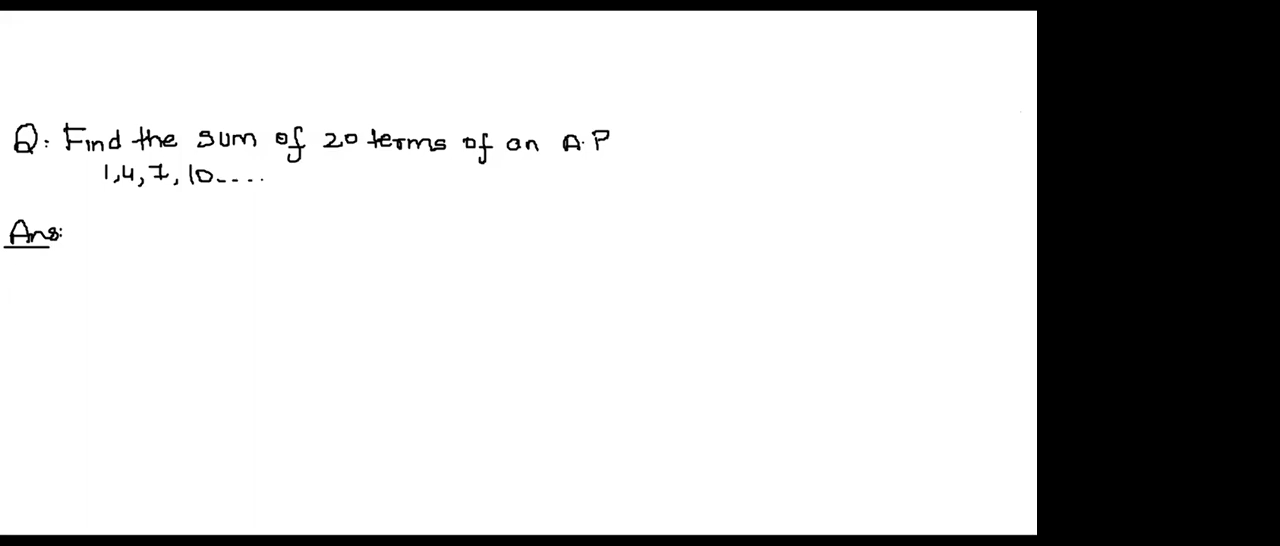 Q: Find the sum of 20 terms of an A.P
1,4,7,10....
Ans: